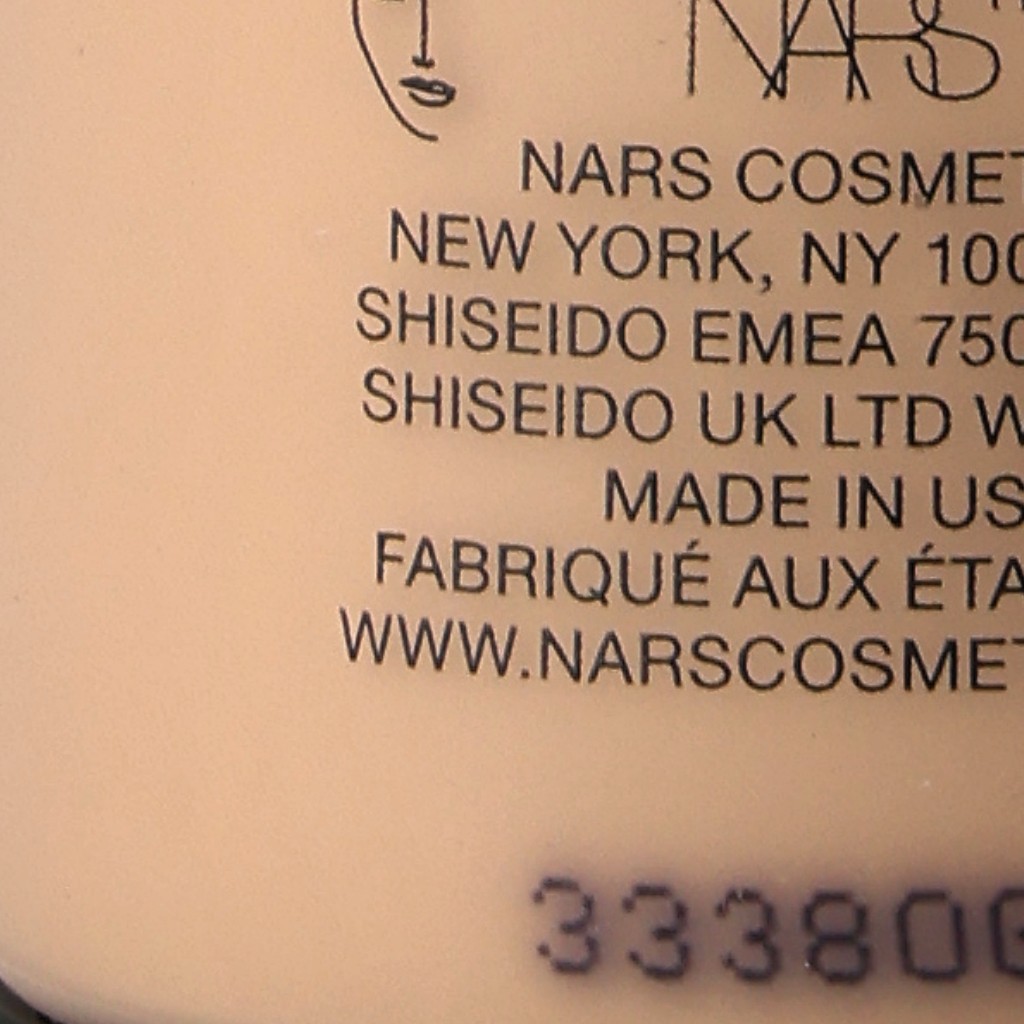 NARS
NARS COSMET
NEW YORK, NY 100
SHISEIDO EMEA 750
SHISEIDO UK LTD W
MADE IN US
FABRIQUÉ AUX ÉTA
WWW.NARSCOSMET
33380